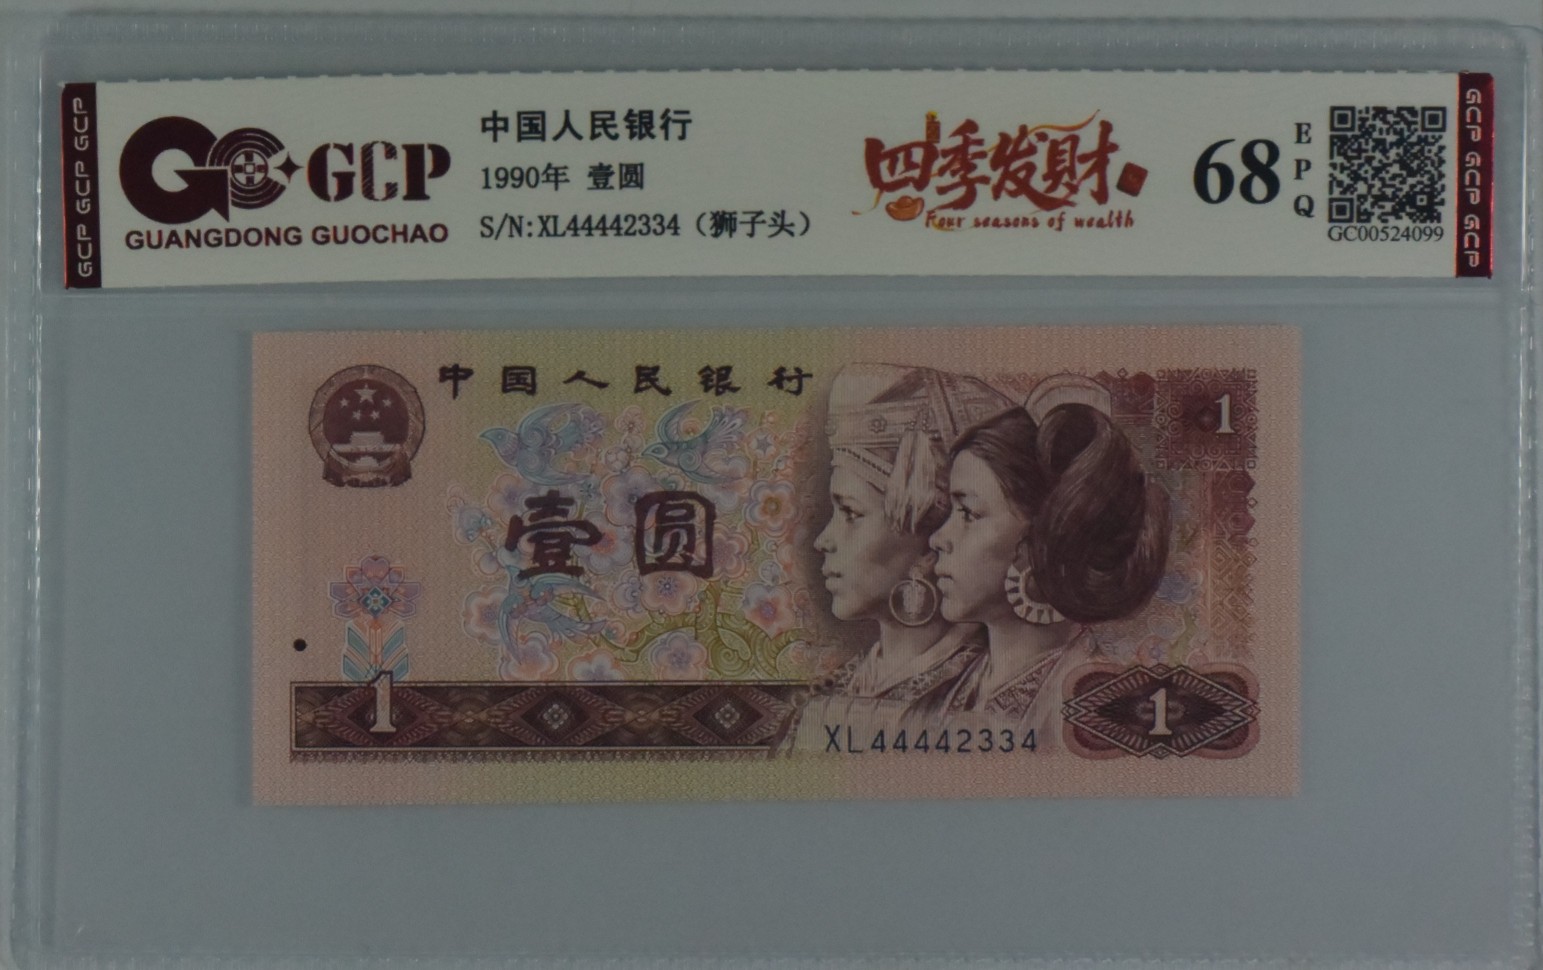 GCP GCP GCP
GCP
GUANGDONG GUOCHAO
中国人民银行
1990年 壹圆
S/N:XL44442334（狮子头）
四季发财
Four seasons of wealth
68
EPQ
GC00524099
GCP GCP GCP
中国人民银行
1
壹圆
1
XL44442334
1